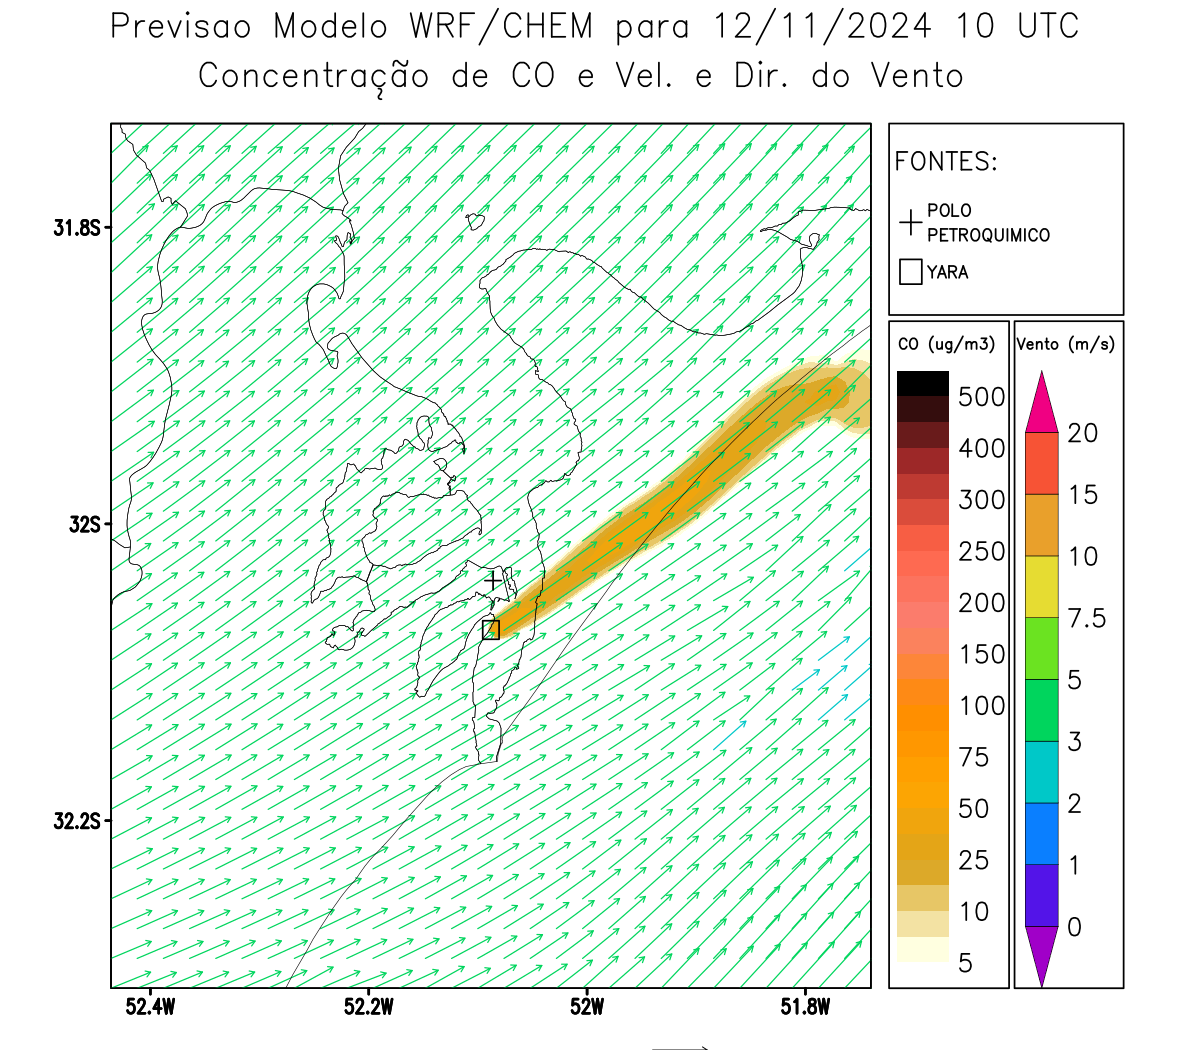 Previsao Modelo WRF/CHEM para 12/11/2024 10 UTC
Concentração de CO e Vel. e Dir. do Vento
FONTES:
POLO
PETROQUIMICO
YARA
CO (ug/m3)
500
400
300
250
200
150
100
75
50
25
10
5
Vento (m/s)
20
15
10
7.5
5
3
2
1
0
31.8S
32S
32.2S
52.4W
52.2W
52W
51.8W